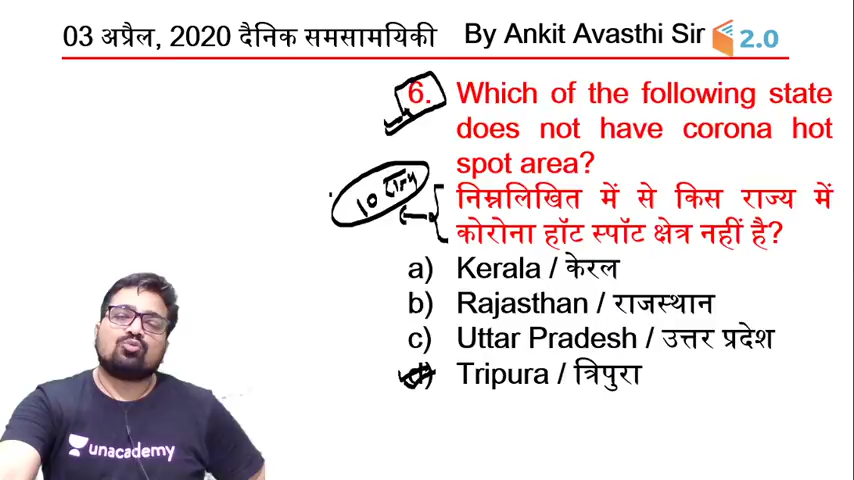 03 अप्रैल, 2020 दैनिक समसामयिकी By Ankit Avasthi Sir 2.0
6. Which of the following state
does not have corona hot
spot area?
10 राज्य
निम्नलिखित में से किस राज्य में
कोरोना हॉट स्पॉट क्षेत्र नहीं है?
a) Kerala / केरल
b) Rajasthan / राजस्थान
c) Uttar Pradesh / उत्तर प्रदेश
d) Tripura / त्रिपुरा
unacademy